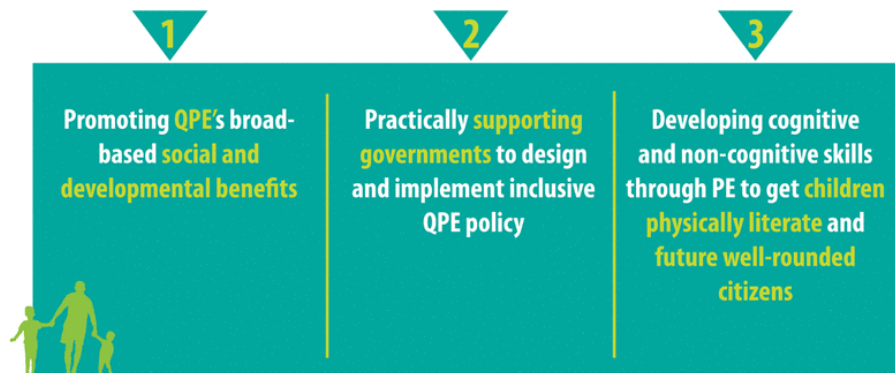 1
Promoting QPE's broad-
based social and
developmental benefits
2
Practically supporting
governments to design
and implement inclusive
QPE policy
3
Developing cognitive
and non-cognitive skills
through PE to get children
physically literate and
future well-rounded
citizens